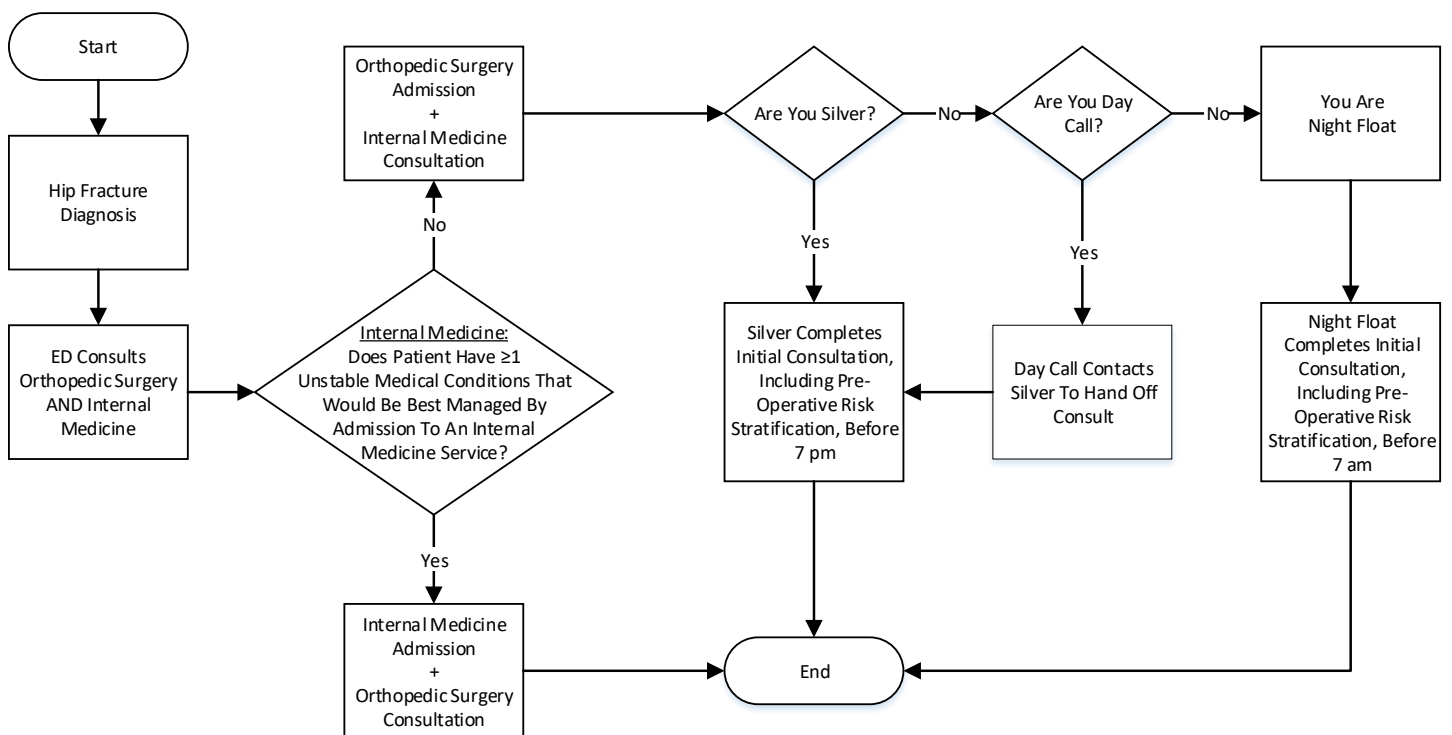 Start
Hip Fracture
Diagnosis
ED Consults
Orthopedic Surgery
AND Internal
Medicine
Internal Medicine:
Does Patient Have ≥1
Unstable Medical Conditions That
Would Be Best Managed By
Admission To An Internal
Medicine Service?
No
Orthopedic Surgery
Admission
+
Internal Medicine
Consultation
Yes
Internal Medicine
Admission
+
Orthopedic Surgery
Consultation
Are You Silver?
No
Yes
Silver Completes
Initial Consultation,
Including Pre-
Operative Risk
Stratification, Before
7 pm
Are You Day
Call?
No
Yes
Day Call Contacts
Silver To Hand Off
Consult
You Are
Night Float
Night Float
Completes Initial
Consultation,
Including Pre-
Operative Risk
Stratification, Before
7 am
End